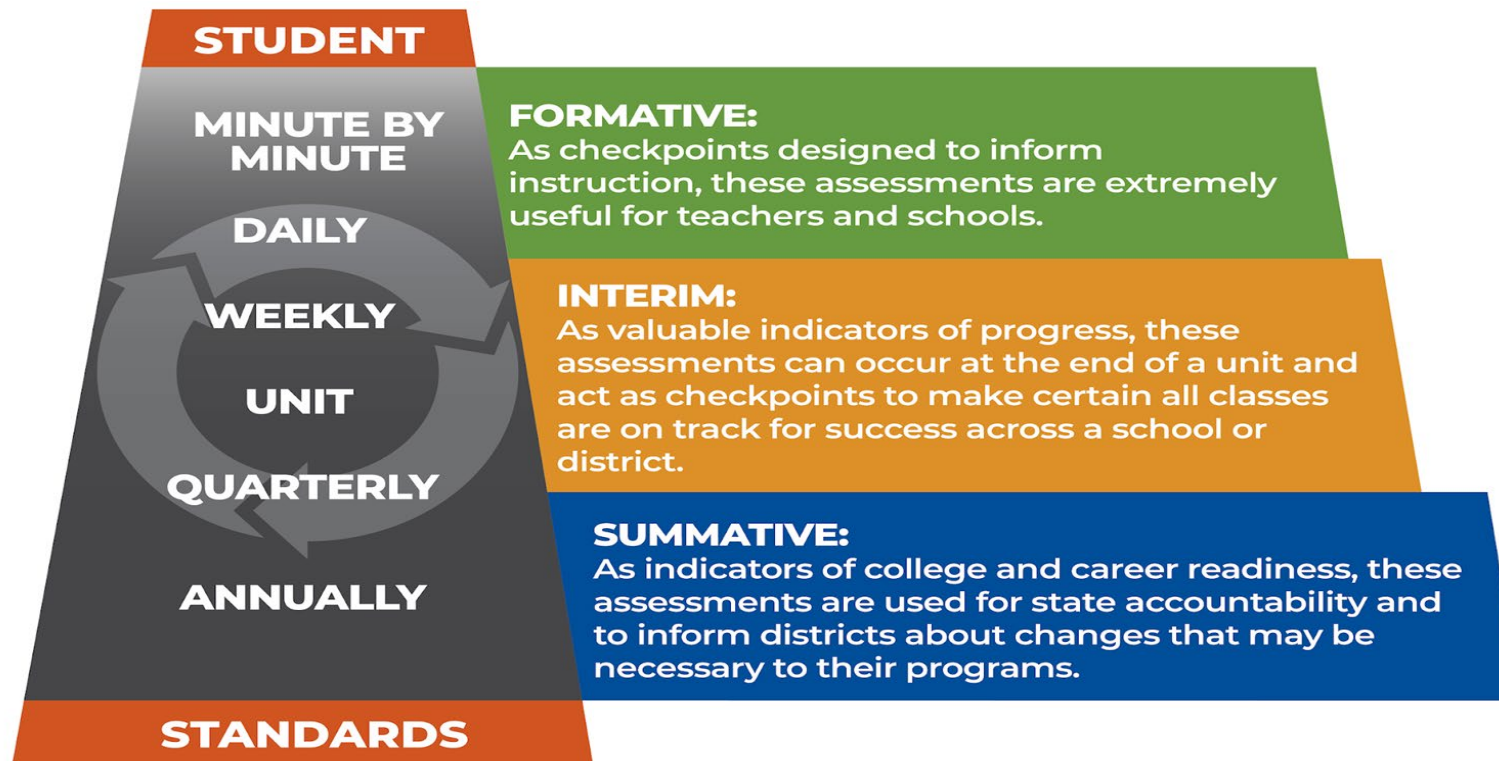 STUDENT
MINUTE BY
MINUTE
DAILY
WEEKLY
UNIT
QUARTERLY
ANNUALLY
STANDARDS
FORMATIVE:
As checkpoints designed to inform
instruction, these assessments are extremely
useful for teachers and schools.
INTERIM:
As valuable indicators of progress, these
assessments can occur at the end of a unit and
act as checkpoints to make certain all classes
are on track for success across a school or
district.
SUMMATIVE:
As indicators of college and career readiness, these
assessments are used for state accountability and
to inform districts about changes that may be
necessary to their programs.